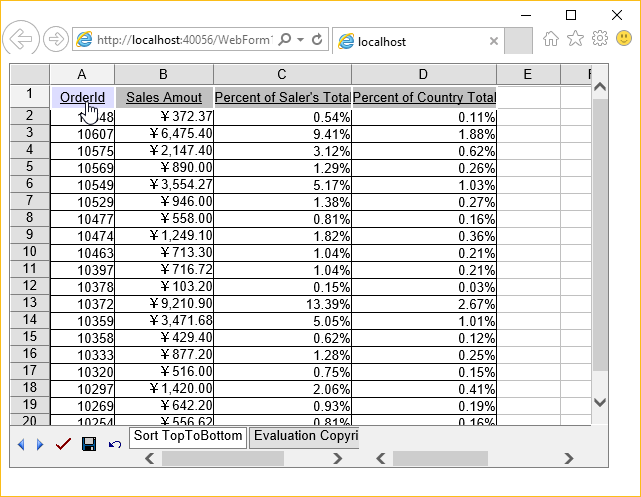 http://localhost:40056/WebForm1
localhost
A B C D E F
1 OrderId Sales Amout Percent of Saler's Total Percent of Country Total
2 ￥372.37 0.54% 0.11%
3 10607 ￥6,475.40 9.41% 1.88%
4 10575 ￥2,147.40 3.12% 0.62%
5 10569 ￥890.00 1.29% 0.26%
6 10549 ￥3,554.27 5.17% 1.03%
7 10529 ￥946.00 1.38% 0.27%
8 10477 ￥558.00 0.81% 0.16%
9 10474 ￥1,249.10 1.82% 0.36%
10 10463 ￥713.30 1.04% 0.21%
11 10397 ￥716.72 1.04% 0.21%
12 10378 ￥103.20 0.15% 0.03%
13 10372 ￥9,210.90 13.39% 2.67%
14 10359 ￥3,471.68 5.05% 1.01%
15 10358 ￥429.40 0.62% 0.12%
16 10333 ￥877.20 1.28% 0.25%
17 10320 ￥516.00 0.75% 0.15%
18 10297 ￥1,420.00 2.06% 0.41%
19 10269 ￥642.20 0.93% 0.19%
20 10254 ￥556.62 0.81% 0.16%
Sort TopToBottom Evaluation Copyri